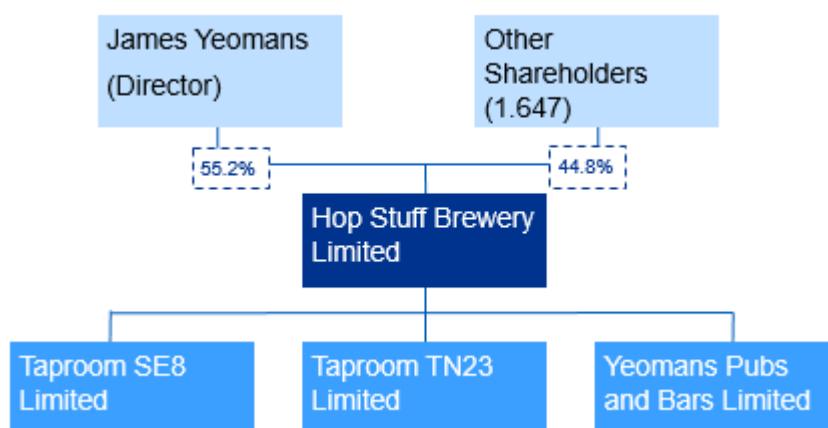 James Yeomans
(Director)
Other
Shareholders
(1.647)
55.2%
44.8%
Hop Stuff Brewery
Limited
Taproom SE8
Limited
Taproom TN23
Limited
Yeomans Pubs
and Bars Limited